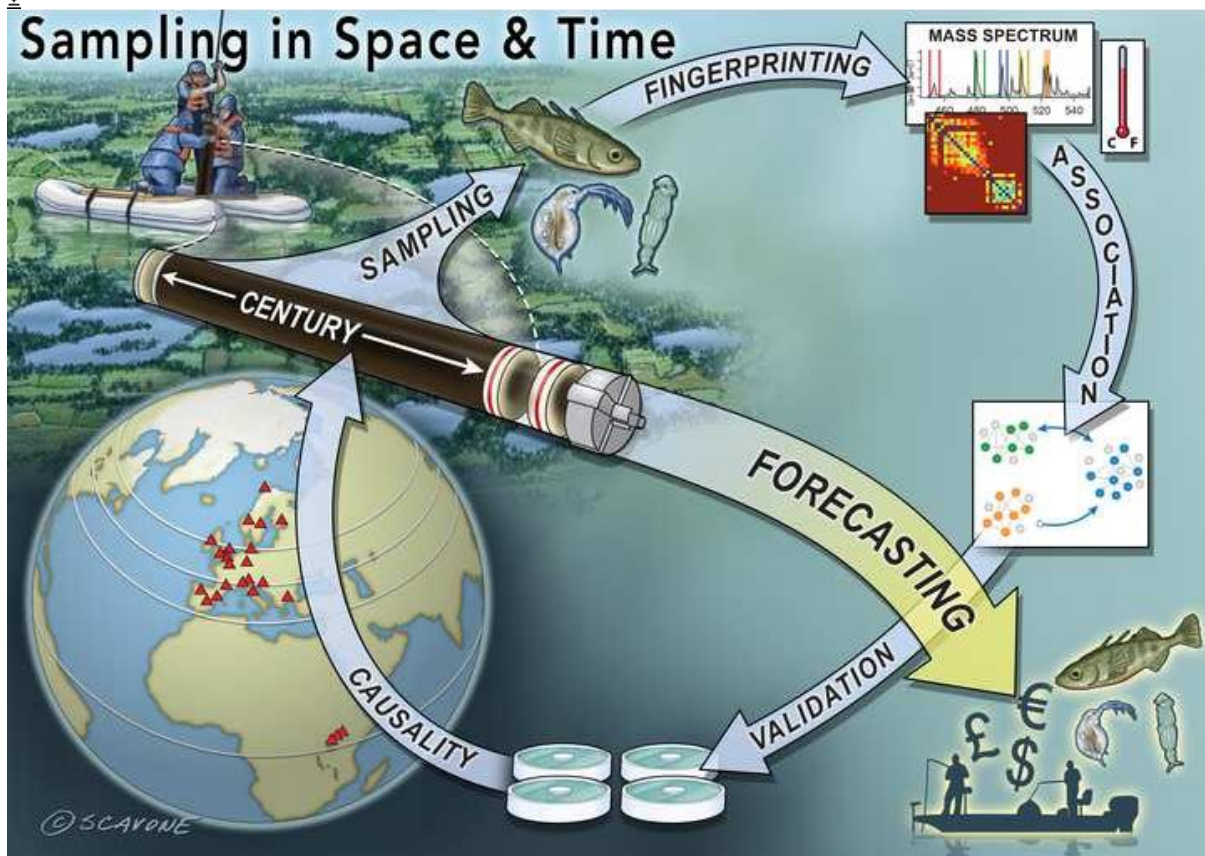 Sampling in Space & Time
FINGERPRINTING
MASS SPECTRUM
460 480 500 520 540
C F
ASSOCIATION
SAMPLING
CENTURY
FORECASTING
VALIDATION
CAUSALITY
£ € $
© SCAVONE